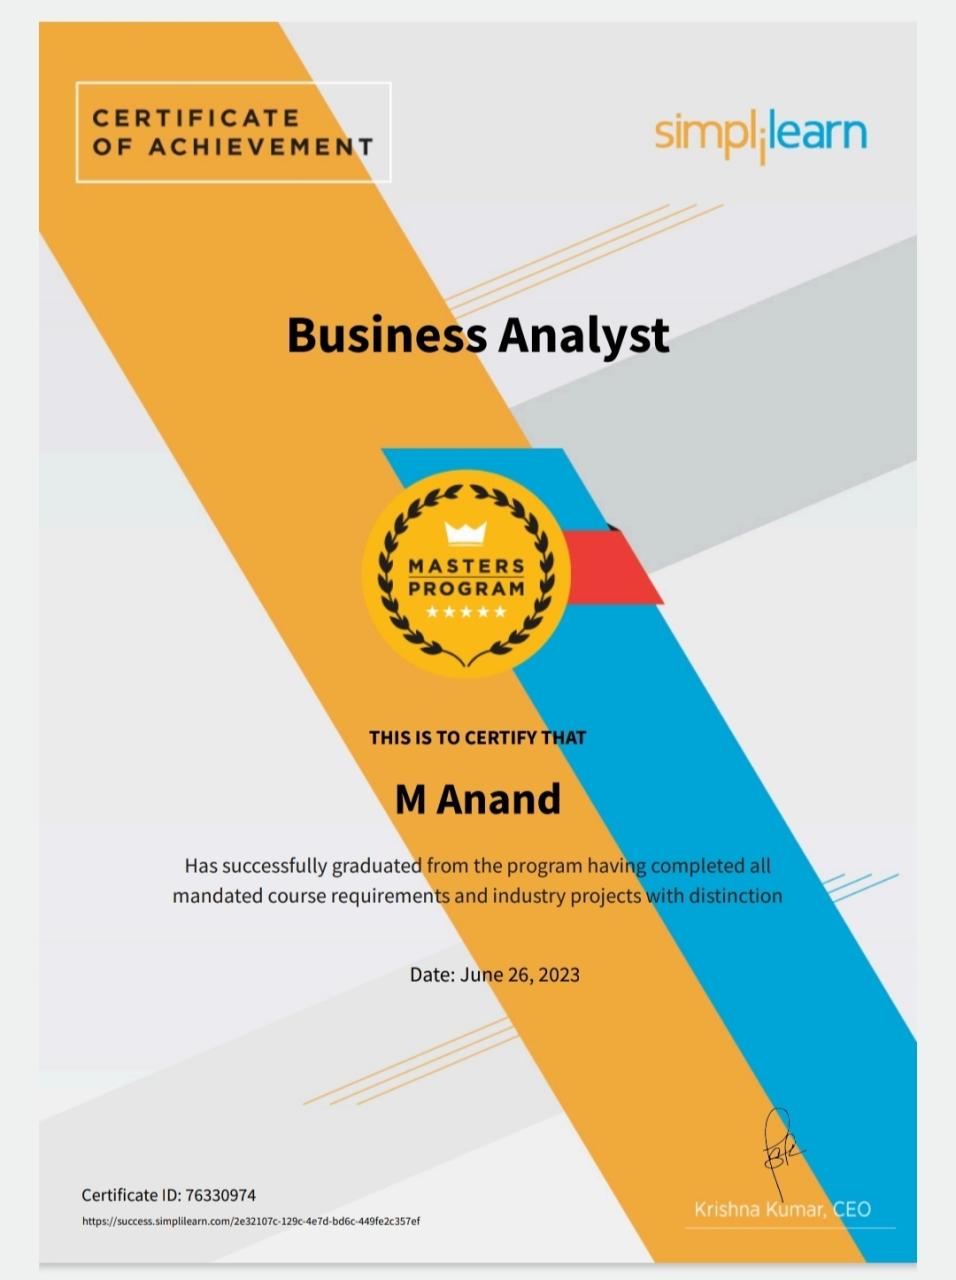 CERTIFICATE
OF ACHIEVEMENT
simplilearn
Business Analyst
MASTERS
PROGRAM
THIS IS TO CERTIFY THAT
M Anand
Has successfully graduated from the program having completed all
mandated course requirements and industry projects with distinction
Date: June 26, 2023
Certificate ID: 76330974
https://success.simplilearn.com/2e32107c-129c-4e7d-bd6c-449fe2c357ef
Krishna Kumar, CEO